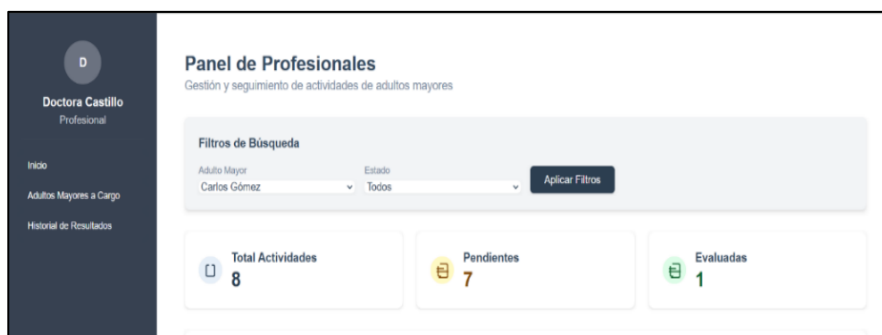 D
Doctora Castillo
Profesional
Inicio
Adultos Mayores a Cargo
Historial de Resultados
Panel de Profesionales
Gestión y seguimiento de actividades de adultos mayores
Filtros de Búsqueda
Adulto Mayor
Carlos Gómez
Estado
Todos
Aplicar Filtros
Total Actividades
8
Pendientes
7
Evaluadas
1